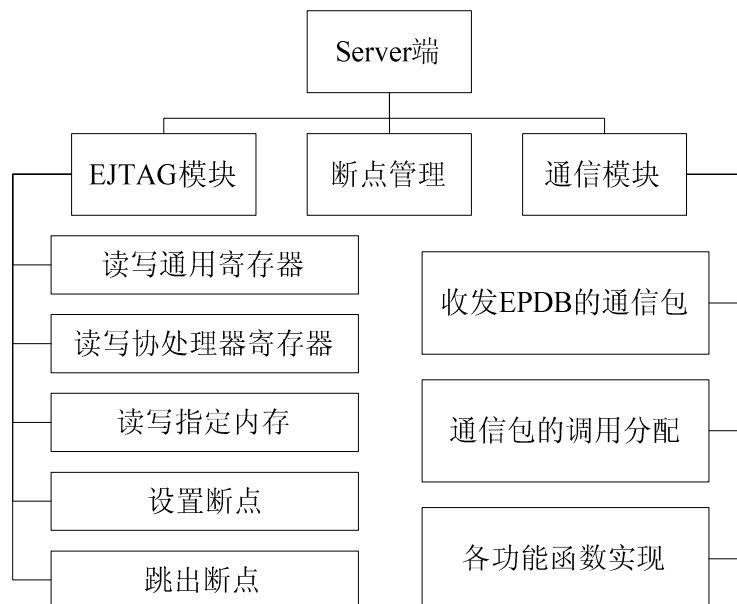 Server端
EJTAG模块
断点管理
通信模块
读写通用寄存器
读写协处理器寄存器
读写指定内存
设置断点
跳出断点
收发EPDB的通信包
通信包的调用分配
各功能函数实现